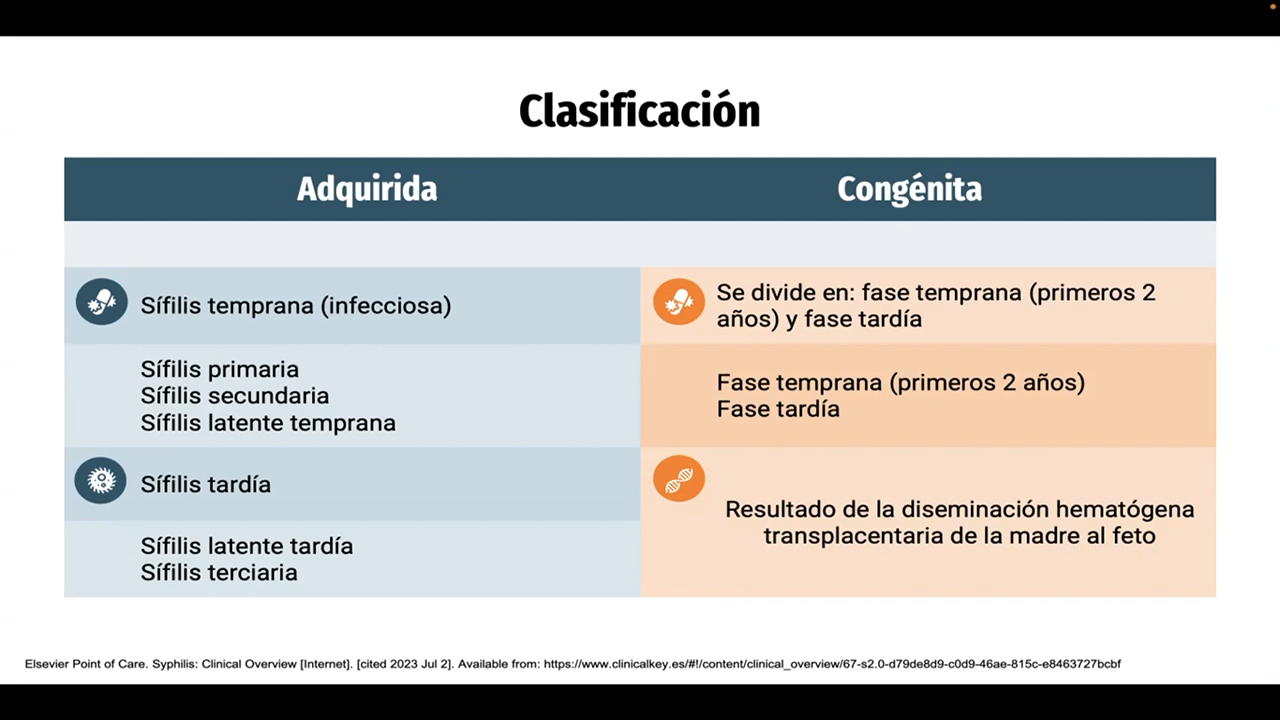 Clasificación
Adquirida
Congénita
Sífilis temprana (infecciosa)
Se divide en: fase temprana (primeros 2
años) y fase tardía
Sífilis primaria
Sífilis secundaria
Sífilis latente temprana
Fase temprana (primeros 2 años)
Fase tardía
Sífilis tardía
Resultado de la diseminación hematógena
transplacentaria de la madre al feto
Sífilis latente tardía
Sífilis terciaria
Elsevier Point of Care. Syphilis: Clinical Overview [Internet]. [cited 2023 Jul 2]. Available from: https://www.clinicalkey.es/#!/content/clinical_overview/67-s2.0-d79de8d9-c0d9-46ae-815c-e8463727bcbf